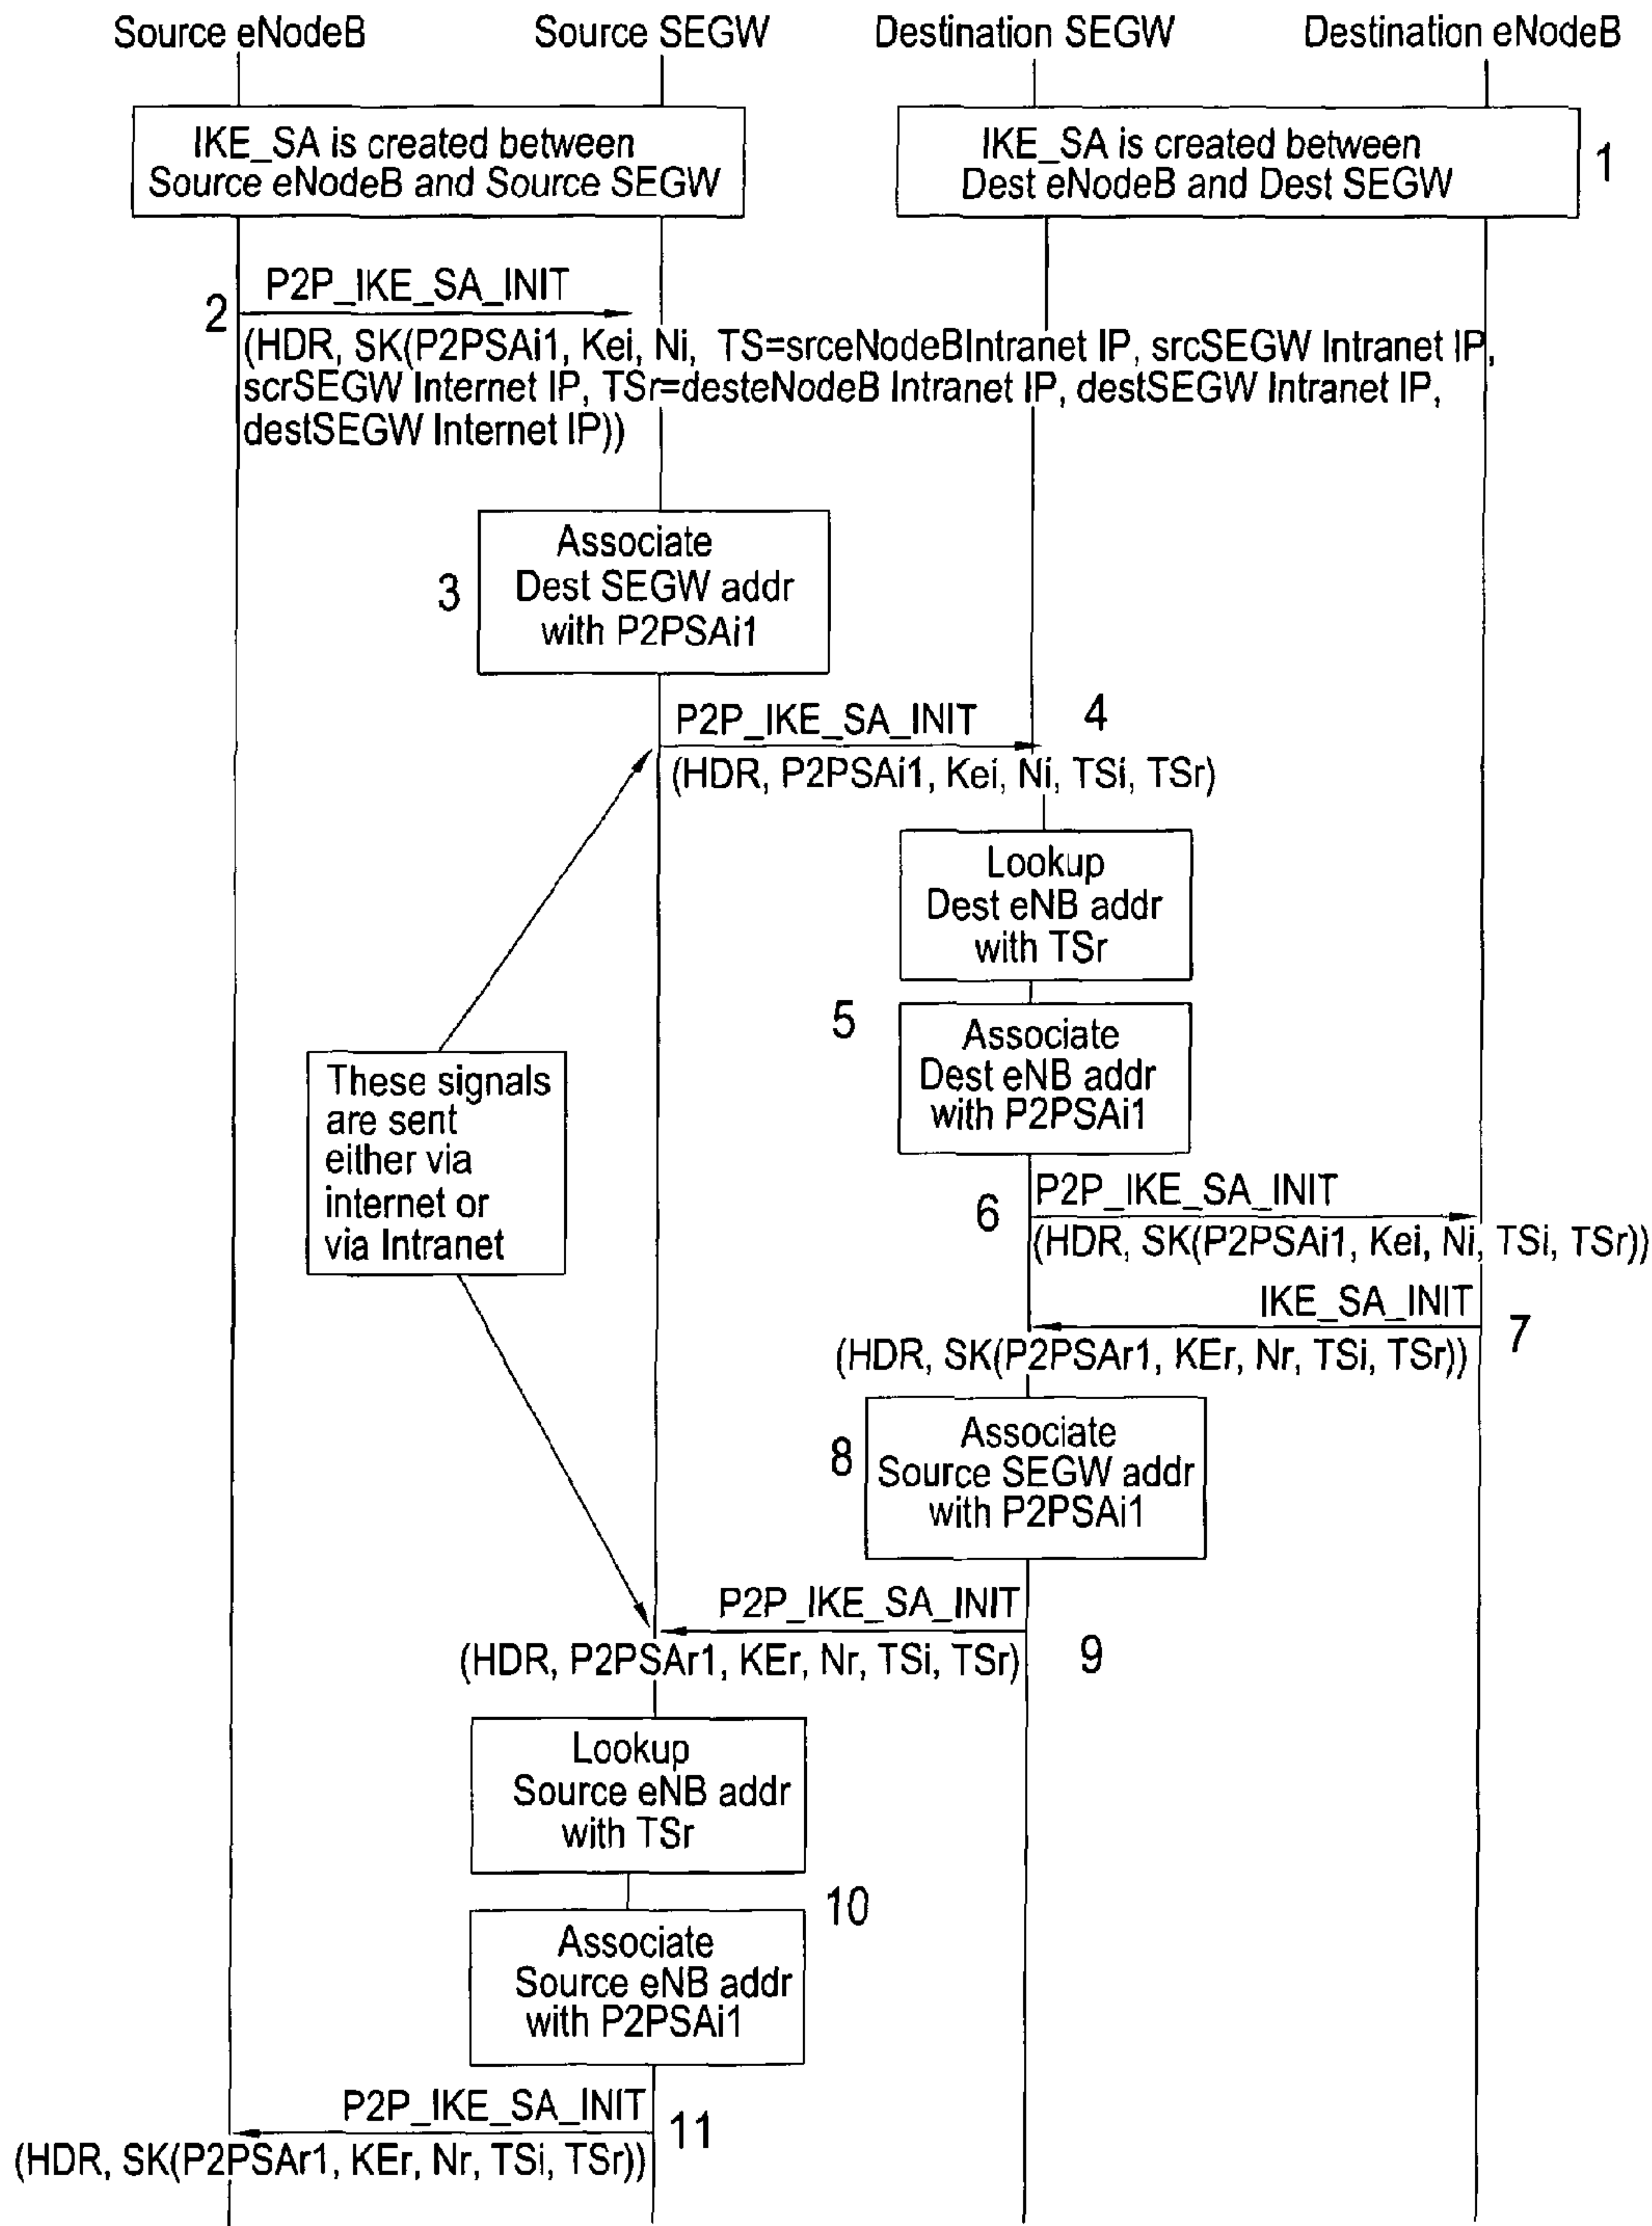 Source eNodeB
Source SEGW
Destination SEGW
Destination eNodeB
IKE_SA is created between
Source eNodeB and Source SEGW
IKE_SA is created between
Dest eNodeB and Dest SEGW
1
P2P_IKE_SA_INIT
2
(HDR, SK(P2PSAi1, Kei, Ni, TS=srceNodeBIntranet IP, srcSEGW Intranet IP,
scrSEGW Internet IP, TSr=desteNodeB Intranet IP, destSEGW Intranet IP,
destSEGW Internet IP))
3
Associate
Dest SEGW addr
with P2PSAi1
P2P_IKE_SA_INIT
4
(HDR, P2PSAi1, Kei, Ni, TSi, TSr)
Lookup
Dest eNB addr
with TSr
5
Associate
Dest eNB addr
with P2PSAi1
These signals
are sent
either via
internet or
via Intranet
6
P2P_IKE_SA_INIT
(HDR, SK(P2PSAi1, Kei, Ni, TSi, TSr))
IKE_SA_INIT
7
(HDR, SK(P2PSAr1, KEr, Nr, TSi, TSr))
8
Associate
Source SEGW addr
with P2PSAi1
P2P_IKE_SA_INIT
9
(HDR, P2PSAr1, KEr, Nr, TSi, TSr)
Lookup
Source eNB addr
with TSr
10
Associate
Source eNB addr
with P2PSAi1
P2P_IKE_SA_INIT
11
(HDR, SK(P2PSAr1, KEr, Nr, TSi, TSr))